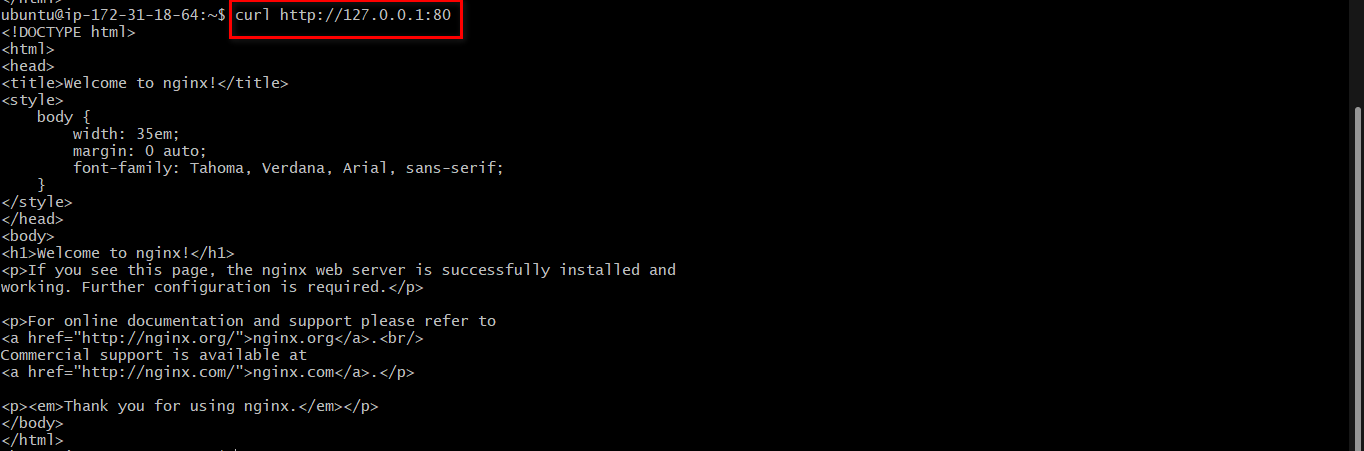 </html>
ubuntu@ip-172-31-18-64:~$ curl http://127.0.0.1:80
<!DOCTYPE html>
<html>
<head>
<title>Welcome to nginx!</title>
<style>
    body {
        width: 35em;
        margin: 0 auto;
        font-family: Tahoma, Verdana, Arial, sans-serif;
    }
</style>
</head>
<body>
<h1>Welcome to nginx!</h1>
<p>If you see this page, the nginx web server is successfully installed and
working. Further configuration is required.</p>

<p>For online documentation and support please refer to
<a href="http://nginx.org/">nginx.org</a>.<br/>
Commercial support is available at
<a href="http://nginx.com/">nginx.com</a>.</p>

<p><em>Thank you for using nginx.</em></p>
</body>
</html>